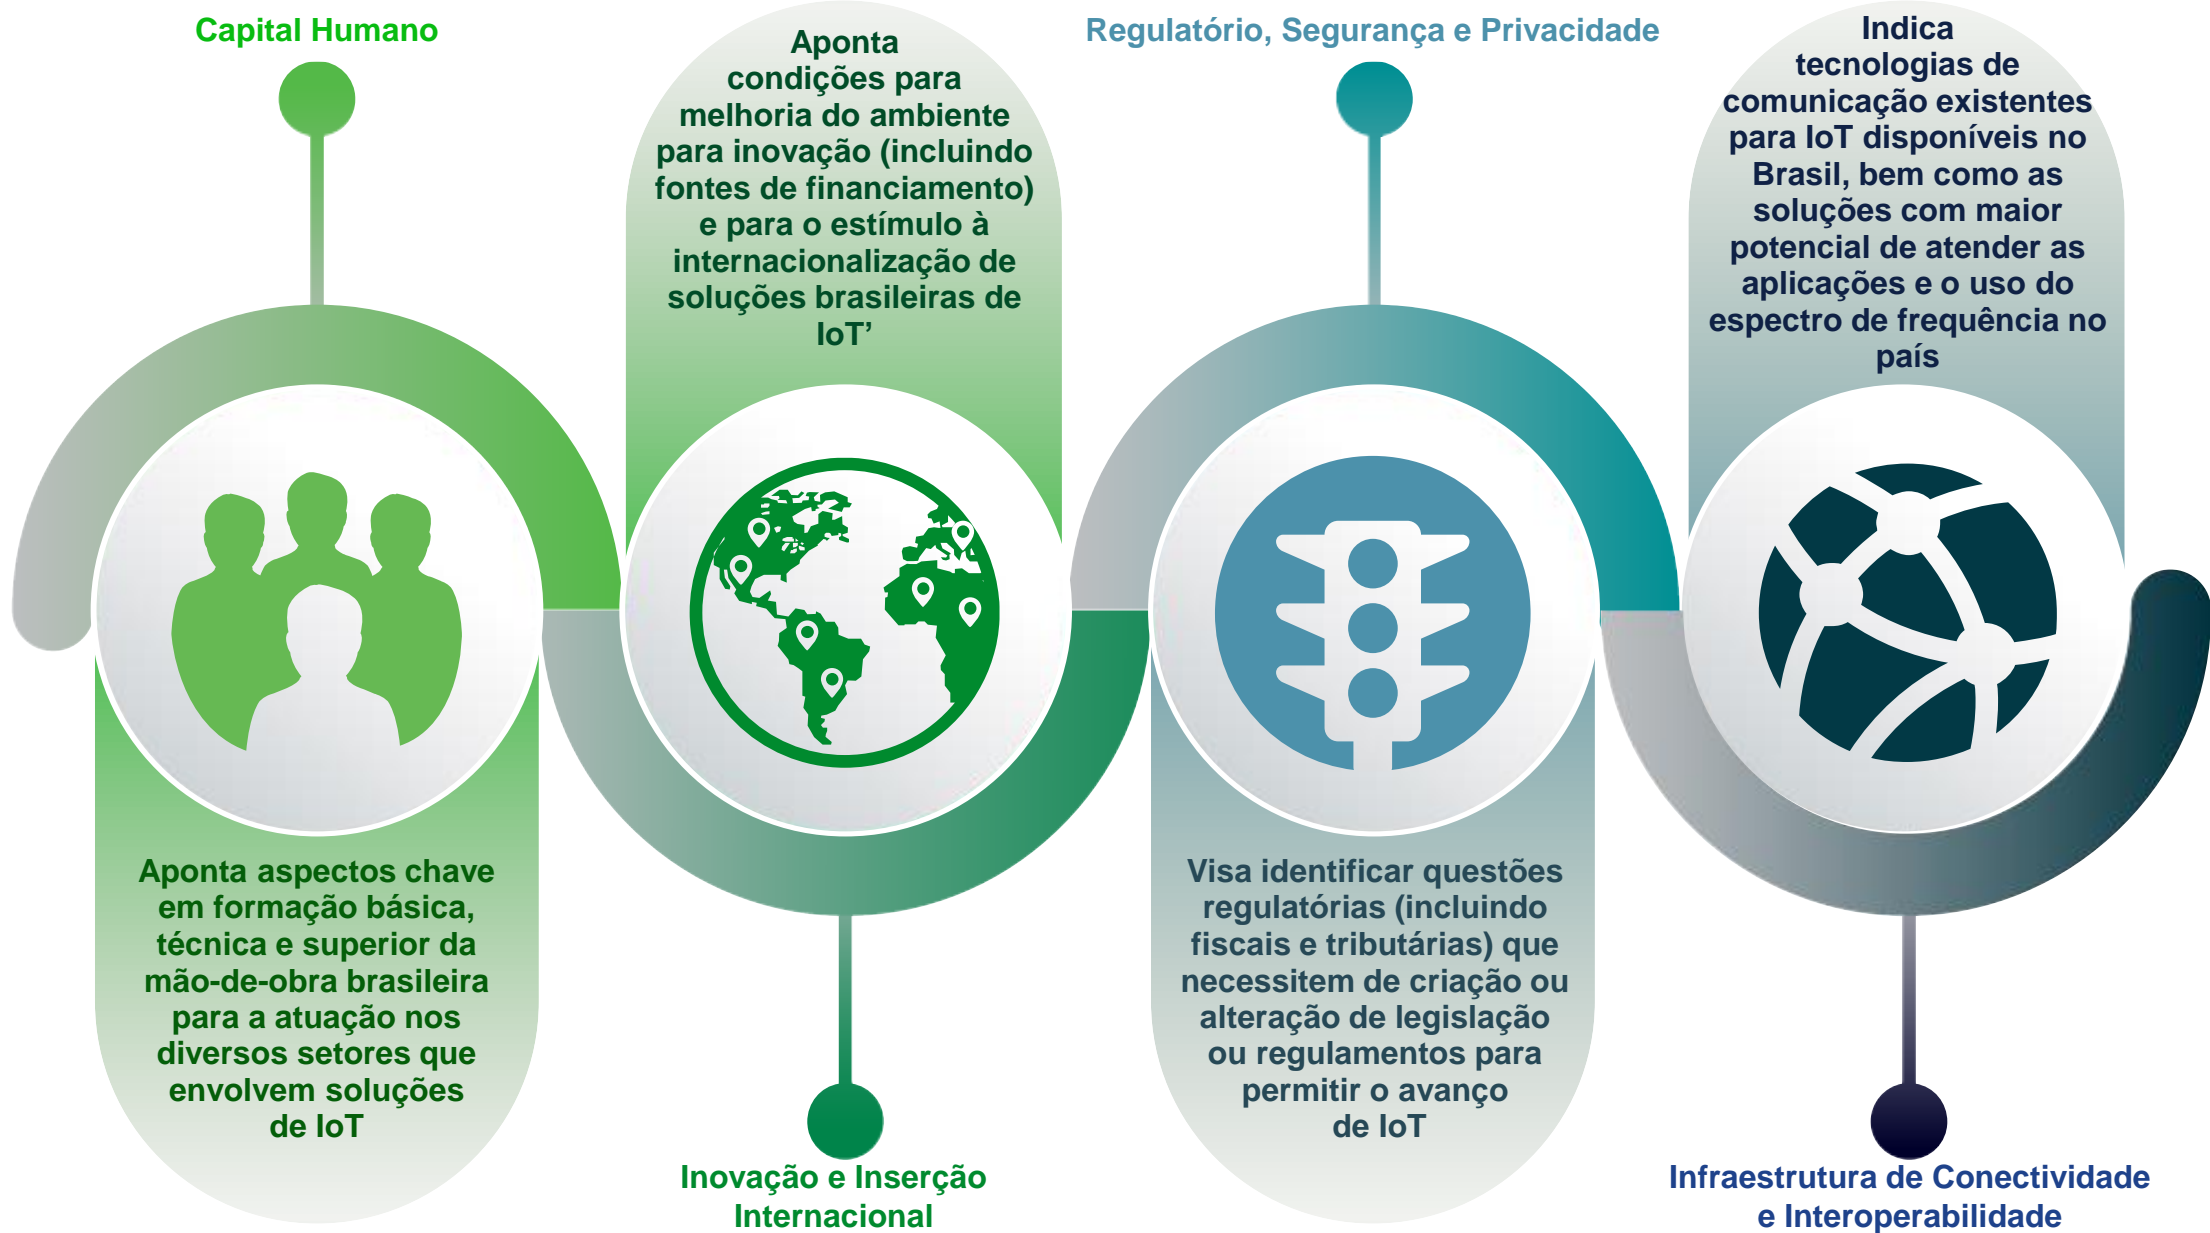 Capital Humano
Aponta aspectos chave
em formação básica,
técnica e superior da
mão-de-obra brasileira
para a atuação nos
diversos setores que
envolvem soluções
de IoT
Aponta
condições para
melhoria do ambiente
para inovação (incluindo
fontes de financiamento)
e para o estímulo à
internacionalização de
soluções brasileiras de
IoT’
Inovação e Inserção
Internacional
Regulatório, Segurança e Privacidade
Visa identificar questões
regulatórias (incluindo
fiscais e tributárias) que
necessitem de criação ou
alteração de legislação
ou regulamentos para
permitir o avanço
de IoT
Indica
tecnologias de
comunicação existentes
para IoT disponíveis no
Brasil, bem como as
soluções com maior
potencial de atender as
aplicações e o uso do
espectro de frequência no
país
Infraestrutura de Conectividade
e Interoperabilidade